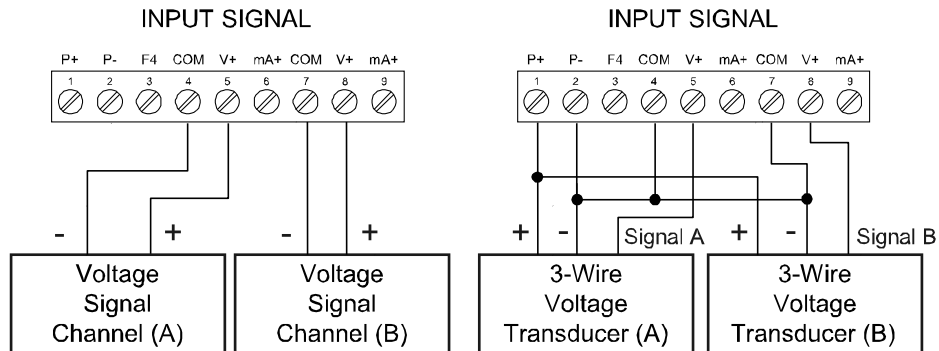 INPUT SIGNAL
P+ P- F4 COM V+ mA+ COM V+ mA+
1 2 3 4 5 6 7 8 9
- + - +
Voltage
Signal
Channel (A)
Voltage
Signal
Channel (B)
INPUT SIGNAL
P+ P- F4 COM V+ mA+ COM V+ mA+
1 2 3 4 5 6 7 8 9
+ - Signal A + - Signal B
3-Wire
Voltage
Transducer (A)
3-Wire
Voltage
Transducer (B)